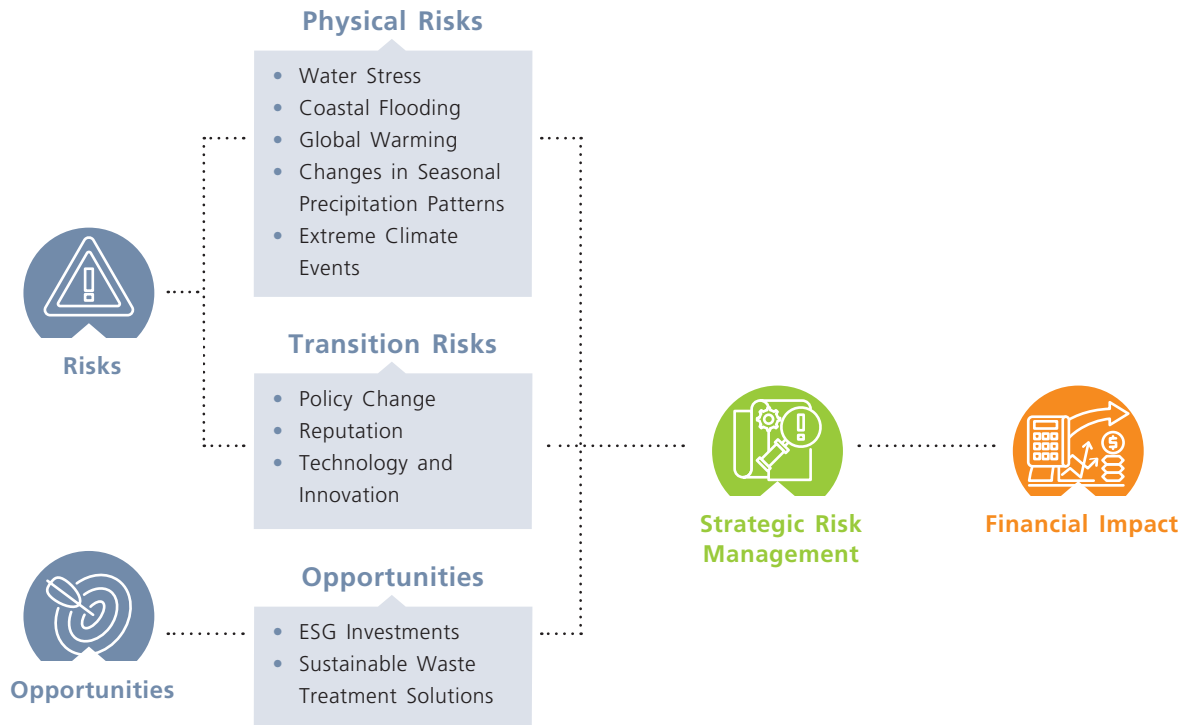 Physical Risks
• Water Stress
• Coastal Flooding
• Global Warming
• Changes in Seasonal
Precipitation Patterns
• Extreme Climate
Events
Risks
Transition Risks
• Policy Change
• Reputation
• Technology and
Innovation
Opportunities
Opportunities
• ESG Investments
• Sustainable Waste
Treatment Solutions
Strategic Risk
Management
Financial Impact